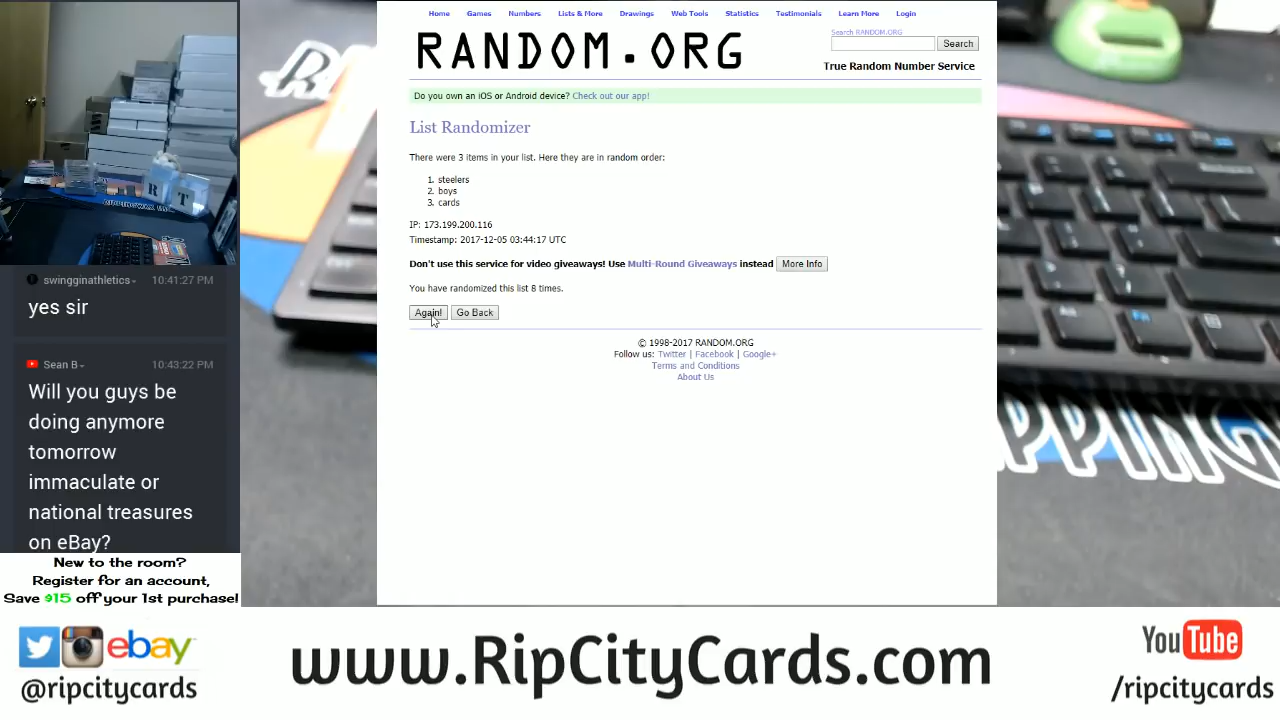 Home Games Numbers Lists & More Drawings Web Tools Statistics Testimonials Learn More Login
RANDOM.ORG
Search RANDOM.ORG
Search
True Random Number Service
Do you own an iOS or Android device? Check out our app!
List Randomizer
There were 3 items in your list. Here they are in random order:
1. steelers
2. boys
3. cards
IP: 173.199.200.116
Timestamp: 2017-12-05 03:44:17 UTC
Don't use this service for video giveaways! Use Multi-Round Giveaways instead More Info
You have randomized this list 8 times.
Again! Go Back
© 1998-2017 RANDOM.ORG
Follow us: Twitter | Facebook | Google+
Terms and Conditions
About Us
R T
swingginathletics 10:41:27 PM
yes sir
Sean B 10:43:22 PM
Will you guys be
doing anymore
tomorrow
immaculate or
national treasures
on eBay?
New to the room?
Register for an account,
Save $15 off your 1st purchase!
ebay
@ripcitycards
www.RipCityCards.com
YouTube
/ripcitycards